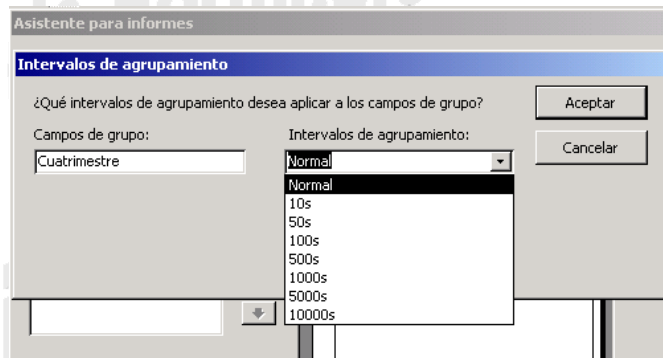 Asistente para informes
Intervalos de agrupamiento
¿Qué intervalos de agrupamiento desea aplicar a los campos de grupo?
Aceptar
Campos de grupo:
Intervalos de agrupamiento:
Cancelar
Cuatrimestre
Normal
Normal
10s
50s
100s
500s
1000s
5000s
10000s